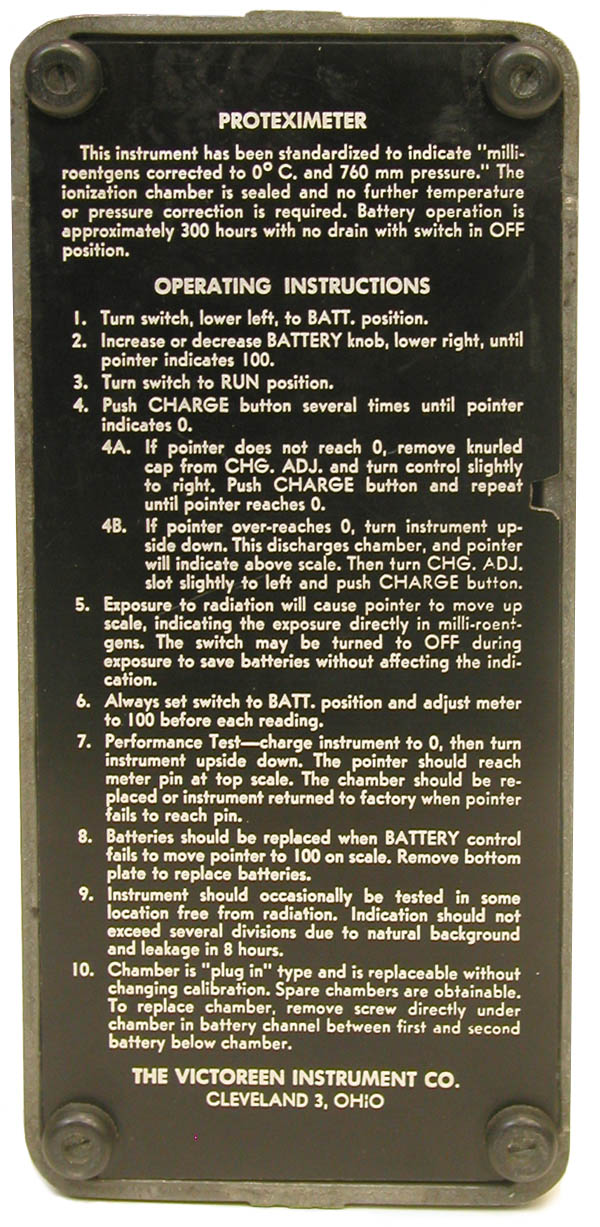 PROTEXIMETER
This instrument has been standardized to indicate "milli-
roentgens corrected to 0° C. and 760 mm pressure." The
ionization chamber is sealed and no further temperature
or pressure correction is required. Battery operation is
approximately 300 hours with no drain with switch in OFF
position.
OPERATING INSTRUCTIONS
1. Turn switch, lower left, to BATT. position.
2. Increase or decrease BATTERY knob, lower right, until
pointer indicates 100.
3. Turn switch to RUN position.
4. Push CHARGE button several times until pointer
indicates 0.
4A. If pointer does not reach 0, remove knurled
cap from CHG. ADJ. and turn control slightly
to right. Push CHARGE button and repeat
until pointer reaches 0.
4B. If pointer over-reaches 0, turn instrument up-
side down. This discharges chamber, and pointer
will indicate above scale. Then turn CHG. ADJ.
slot slightly to left and push CHARGE button.
5. Exposure to radiation will cause pointer to move up
scale, indicating the exposure directly in milli-roent-
gens. The switch may be turned to OFF during
exposure to save batteries without affecting the indi-
cation.
6. Always set switch to BATT. position and adjust meter
to 100 before each reading.
7. Performance Test—charge instrument to 0, then turn
instrument upside down. The pointer should reach
meter pin at top scale. The chamber should be re-
placed or instrument returned to factory when pointer
fails to reach pin.
8. Batteries should be replaced when BATTERY control
fails to move pointer to 100 on scale. Remove bottom
plate to replace batteries.
9. Instrument should occasionally be tested in some
location free from radiation. Indication should not
exceed several divisions due to natural background
and leakage in 8 hours.
10. Chamber is "plug in" type and is replaceable without
changing calibration. Spare chambers are obtainable.
To replace chamber, remove screw directly under
chamber in battery channel between first and second
battery below chamber.
THE VICTOREEN INSTRUMENT CO.
CLEVELAND 3, OHiO